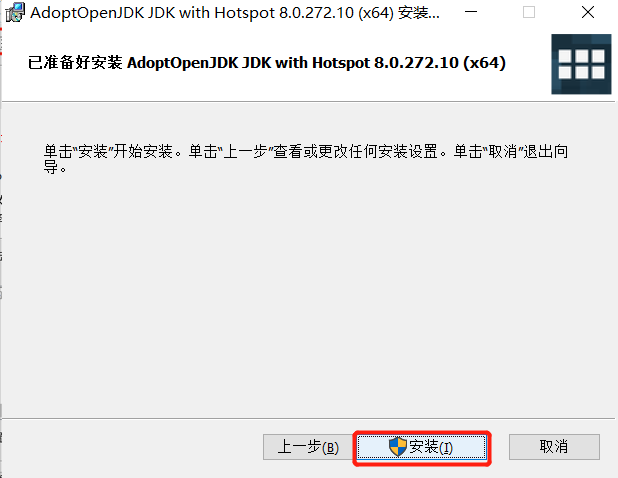 AdoptOpenJDK JDK with Hotspot 8.0.272.10 (x64) 安装...
已准备好安装 AdoptOpenJDK JDK with Hotspot 8.0.272.10 (x64)
单击“安装”开始安装。单击“上一步”查看或更改任何安装设置。单击“取消”退出向
导。
上一步(B) 安装(I) 取消